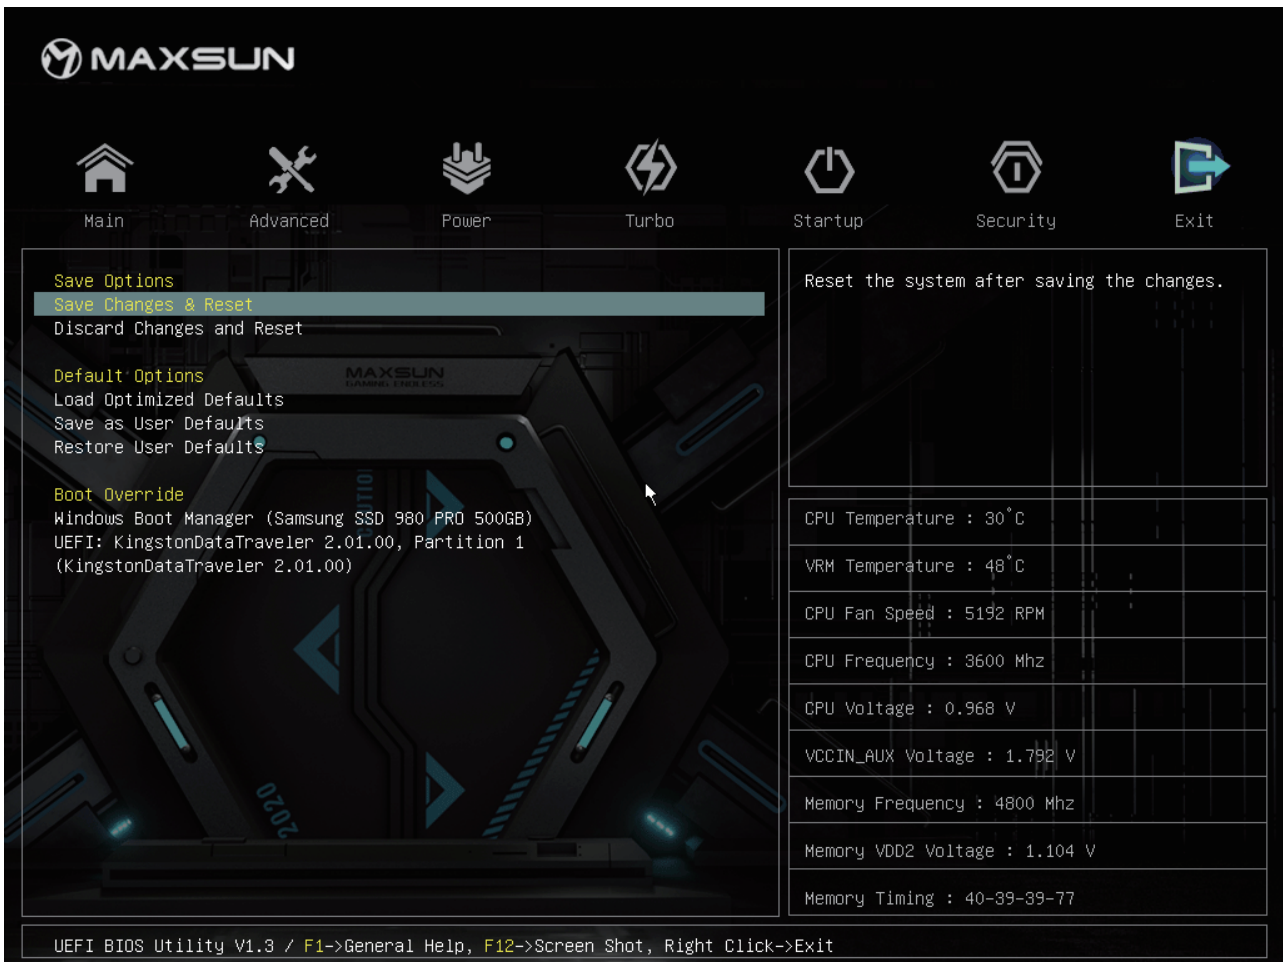 MAXSUN
Main Advanced Power Turbo Startup Security Exit
Save Options
Save Changes & Reset
Discard Changes and Reset
Default Options
Load Optimized Defaults
Save as User Defaults
Restore User Defaults
Boot Override
Windows Boot Manager (Samsung SSD 980 PRO 500GB)
UEFI: KingstonDataTraveler 2.01.00, Partition 1
(KingstonDataTraveler 2.01.00)
MAXSUN
GAMING ENDLESS
2020
Reset the system after saving the changes.
CPU Temperature : 30°C
VRM Temperature : 48°C
CPU Fan Speed : 5192 RPM
CPU Frequency : 3600 Mhz
CPU Voltage : 0.968 V
VCCIN_AUX Voltage : 1.792 V
Memory Frequency : 4800 Mhz
Memory VDD2 Voltage : 1.104 V
Memory Timing : 40-39-39-77
UEFI BIOS Utility V1.3 / F1->General Help, F12->Screen Shot, Right Click->Exit